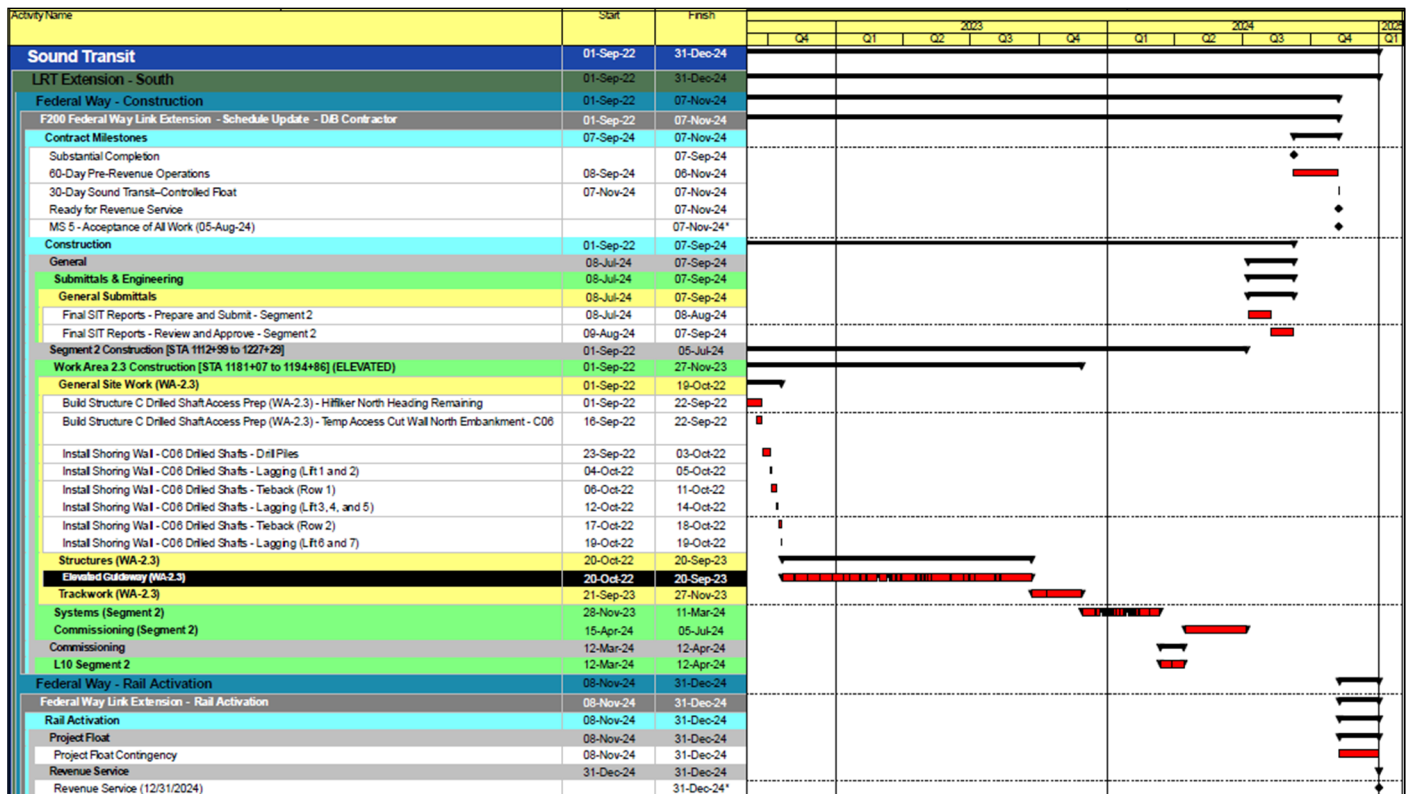 Activity Name Start Finish 2023 2024 2025
Q4 Q1 Q2 Q3 Q4 Q1 Q2 Q3 Q4 Q1
Sound Transit 01-Sep-22 31-Dec-24
LRT Extension - South 01-Sep-22 31-Dec-24
Federal Way - Construction 01-Sep-22 07-Nov-24
F200 Federal Way Link Extension - Schedule Update - D/B Contractor 01-Sep-22 07-Nov-24
Contract Milestones 07-Sep-24 07-Nov-24
Substantial Completion 07-Sep-24
60-Day Pre-Revenue Operations 08-Sep-24 06-Nov-24
30-Day Sound Transit--Controlled Float 07-Nov-24 07-Nov-24
Ready for Revenue Service 07-Nov-24
MS 5 - Acceptance of All Work (05-Aug-24) 07-Nov-24*
Construction 01-Sep-22 07-Sep-24
General 08-Jul-24 07-Sep-24
Submittals & Engineering 08-Jul-24 07-Sep-24
General Submittals 08-Jul-24 07-Sep-24
Final SIT Reports - Prepare and Submit - Segment 2 08-Jul-24 08-Aug-24
Final SIT Reports - Review and Approve - Segment 2 09-Aug-24 07-Sep-24
Segment 2 Construction [STA 1112+99 to 1227+29] 01-Sep-22 05-Jul-24
Work Area 2.3 Construction [STA 1181+07 to 1194+86] (ELEVATED) 01-Sep-22 27-Nov-23
General Site Work (WA-2.3) 01-Sep-22 19-Oct-22
Build Structure C Drilled Shaft Access Prep (WA-2.3) - Hilfiker North Heading Remaining 01-Sep-22 22-Sep-22
Build Structure C Drilled Shaft Access Prep (WA-2.3) - Temp Access Cut Wall North Embankment - C06 16-Sep-22 22-Sep-22
Install Shoring Wall - C06 Drilled Shafts - Drill Piles 23-Sep-22 03-Oct-22
Install Shoring Wall - C06 Drilled Shafts - Lagging (Lift 1 and 2) 04-Oct-22 05-Oct-22
Install Shoring Wall - C06 Drilled Shafts - Tieback (Row 1) 06-Oct-22 11-Oct-22
Install Shoring Wall - C06 Drilled Shafts - Lagging (Lift 3, 4, and 5) 12-Oct-22 14-Oct-22
Install Shoring Wall - C06 Drilled Shafts - Tieback (Row 2) 17-Oct-22 18-Oct-22
Install Shoring Wall - C06 Drilled Shafts - Lagging (Lift 6 and 7) 19-Oct-22 19-Oct-22
Structures (WA-2.3) 20-Oct-22 20-Sep-23
Elevated Guideway (WA-2.3) 20-Oct-22 20-Sep-23
Trackwork (WA-2.3) 21-Sep-23 27-Nov-23
Systems (Segment 2) 28-Nov-23 11-Mar-24
Commissioning (Segment 2) 15-Apr-24 05-Jul-24
Commissioning 12-Mar-24 12-Apr-24
L10 Segment 2 12-Mar-24 12-Apr-24
Federal Way - Rail Activation 08-Nov-24 31-Dec-24
Federal Way Link Extension - Rail Activation 08-Nov-24 31-Dec-24
Rail Activation 08-Nov-24 31-Dec-24
Project Float 08-Nov-24 31-Dec-24
Project Float Contingency 08-Nov-24 31-Dec-24
Revenue Service 31-Dec-24 31-Dec-24
Revenue Service (12/31/2024) 31-Dec-24*